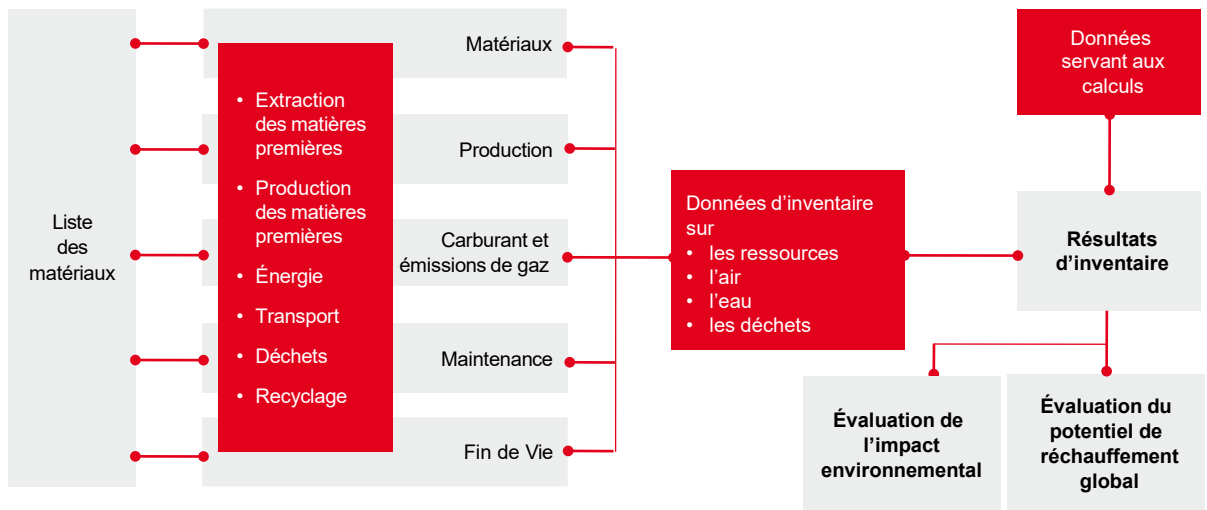 Liste
des
matériaux
• Extraction
des matières
premières
• Production
des matières
premières
• Énergie
• Transport
• Déchets
• Recyclage
Matériaux
Production
Carburant et
émissions de gaz
Maintenance
Fin de Vie
Données d’inventaire
sur
• les ressources
• l’air
• l’eau
• les déchets
Données
servant aux
calculs
Résultats
d’inventaire
Évaluation de
l’impact
environnemental
Évaluation du
potentiel de
réchauffement
global